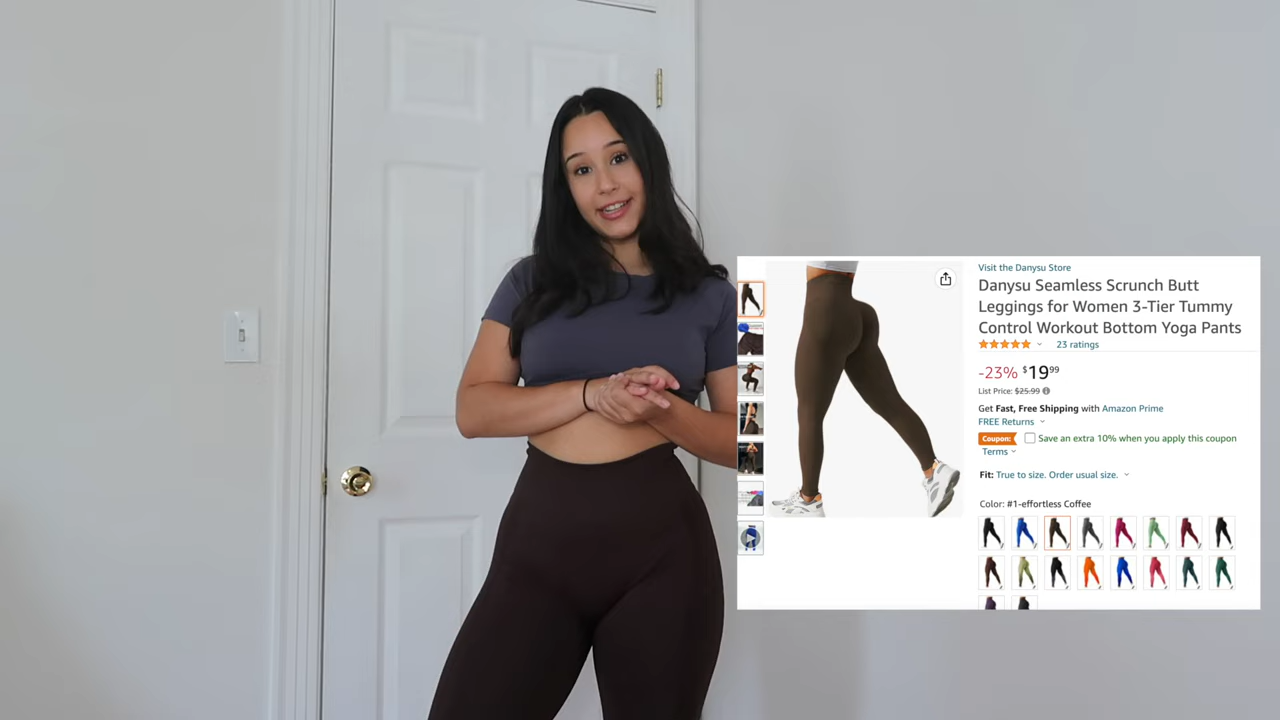 Visit the Danysu Store
Danysu Seamless Scrunch Butt
Leggings for Women 3-Tier Tummy
Control Workout Bottom Yoga Pants
23 ratings
-23% $19.99
List Price: $25.99
Get Fast, Free Shipping with Amazon Prime
FREE Returns
Coupon: Save an extra 10% when you apply this coupon
Terms
Fit: True to size. Order usual size.
Color: #1-effortless Coffee